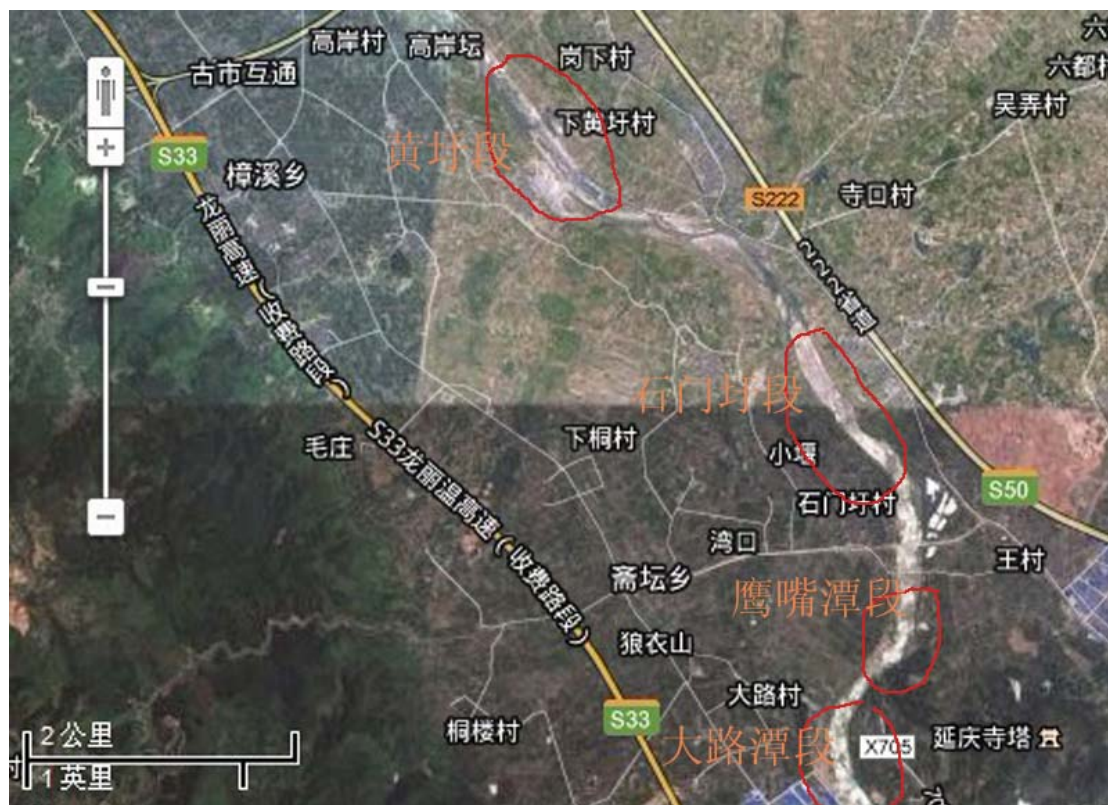 高岸村
高岸坛
岗下村
六
六都村
古市互通
吴弄村
下黄圩村
黄圩段
S33
樟溪乡
S222
寺口村
龙丽高速(收费路段)
222省道
石门圩段
下桐村
毛庄
小堰
S33龙丽温高速(收费路段)
S50
石门圩村
湾口
王村
斋坛乡
鹰嘴潭段
狼衣山
大路村
S33
桐楼村
大路潭段
X705
延庆寺塔
2公里
1英里
村